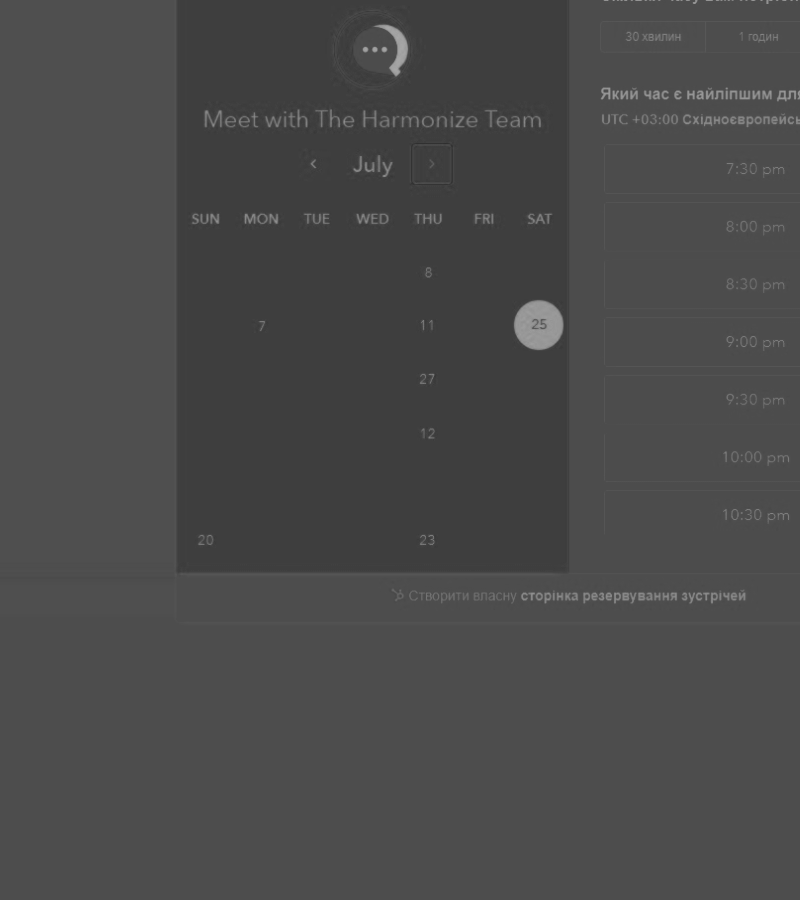 30 хвилин
1 годин
Meet with The Harmonize Team
Який час є найліпшим
UTC +03:00
July
7:30 pm
SUN MON TUE WED THU FRI SAT
8:00 pm
8
8:30 pm
7 11 25
9:00 pm
27
9:30 pm
12
10:00 pm
10:30 pm
20 23
Створити власну сторінка резервування зустрічей